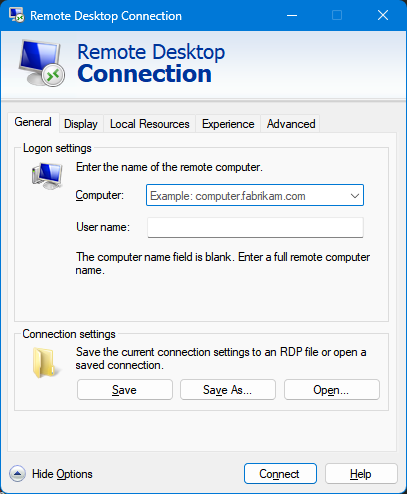 Remote Desktop Connection
Remote Desktop
Connection
General Display Local Resources Experience Advanced
Logon settings
Enter the name of the remote computer.
Computer: Example: computer.fabrikam.com
User name:
The computer name field is blank. Enter a full remote computer
name.
Connection settings
Save the current connection settings to an RDP file or open a
saved connection.
Save Save As... Open...
Hide Options Connect Help